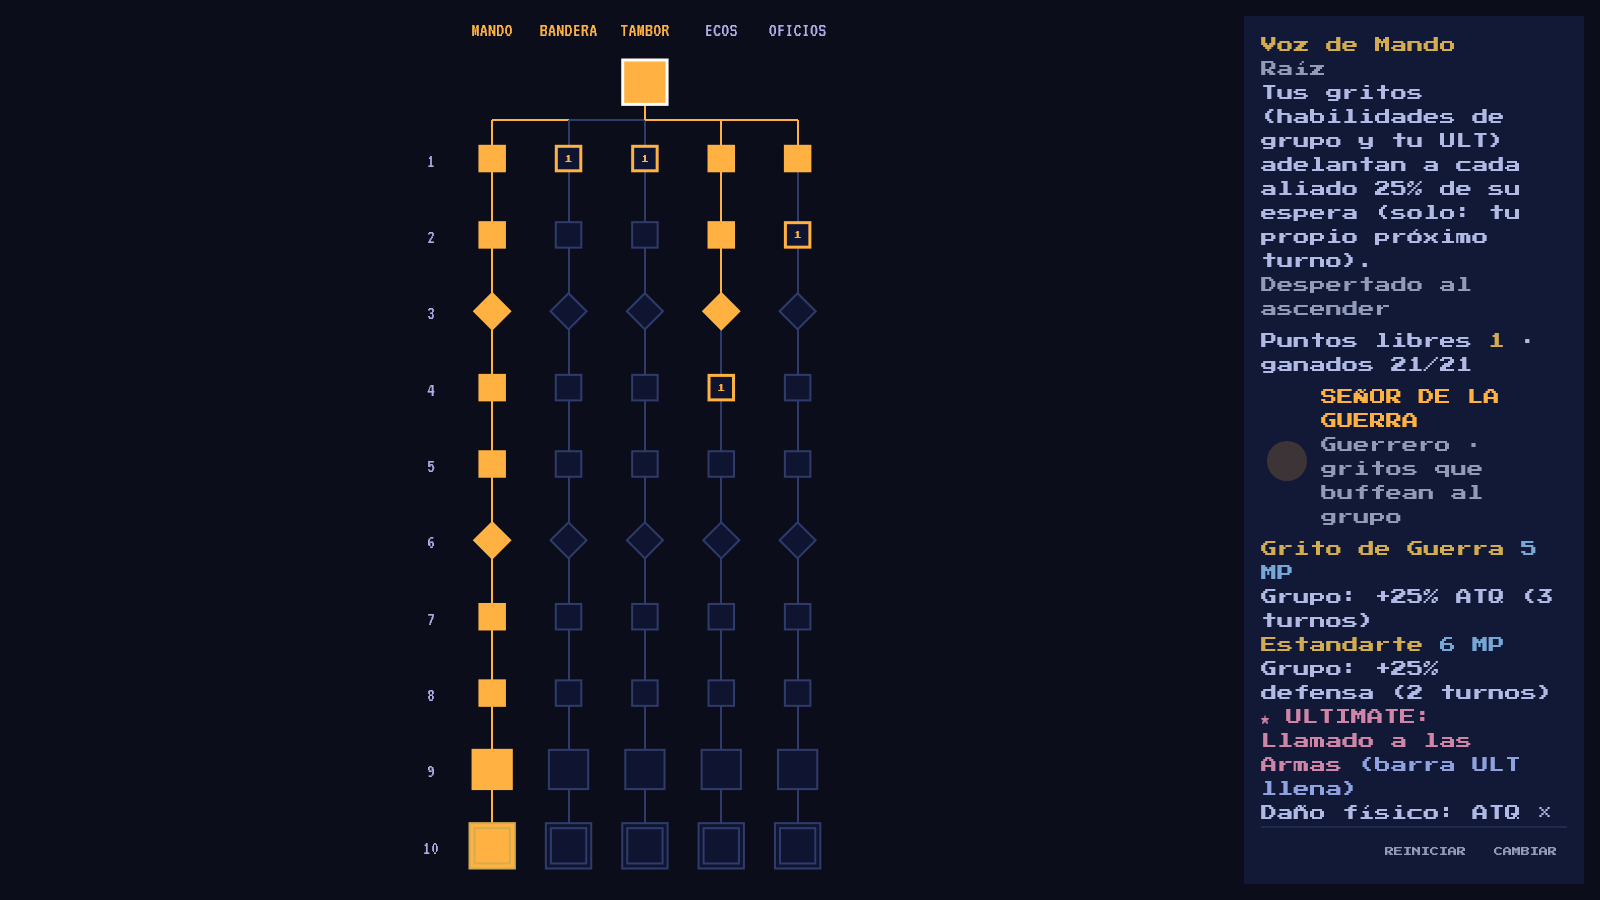 MANDO BANDERA TAMBOR ECOS OFICIOS
1 1 1
2 1
3
4 1
5
6
7
8
9
10
Voz de Mando
Raíz
Tus gritos
(habilidades de
grupo y tu ULT)
adelantan a cada
aliado 25% de su
espera (solo: tu
propio próximo
turno).
Despertado al
ascender
Puntos libres 1 ·
ganados 21/21
SEÑOR DE LA
GUERRA
Guerrero ·
gritos que
buffean al
grupo
Grito de Guerra 5
MP
Grupo: +25% ATQ (3
turnos)
Estandarte 6 MP
Grupo: +25%
defensa (2 turnos)
★ ULTIMATE:
Llamado a las
Armas (barra ULT
llena)
Daño físico: ATQ ×
REINICIAR CAMBIAR